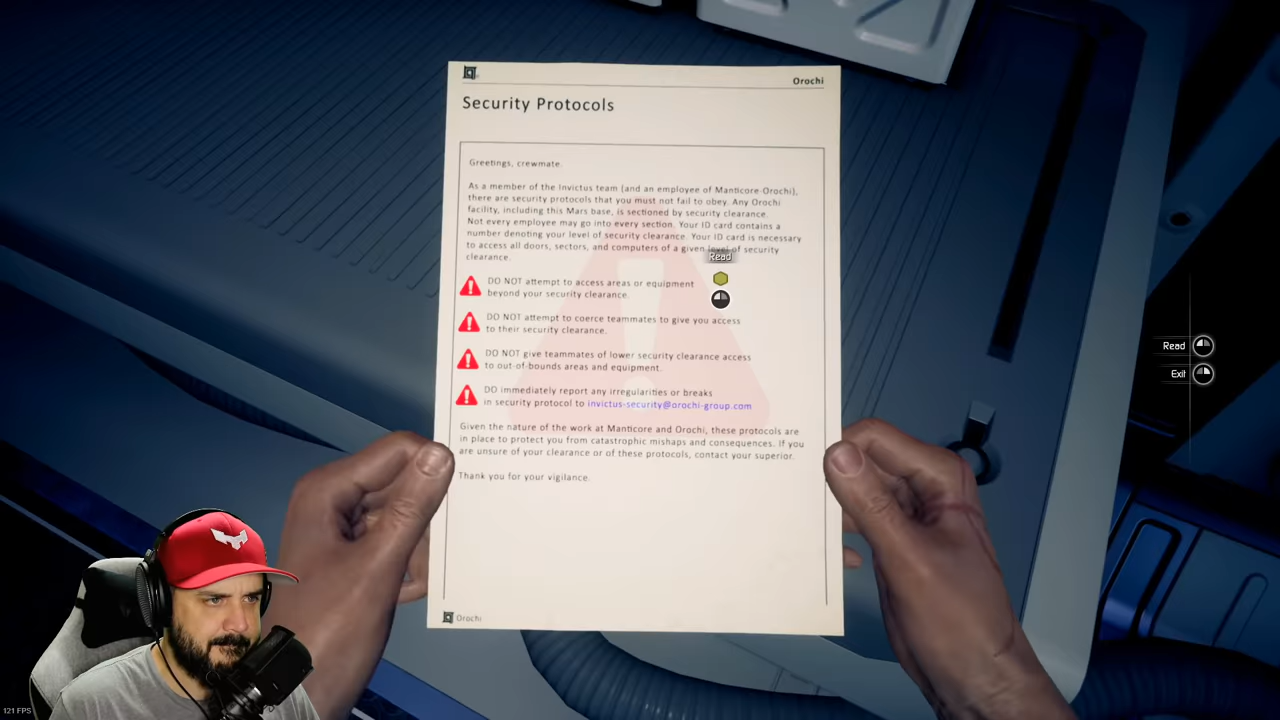 Orochi
Security Protocols
Greetings, crewmate.
As a member of the Invictus team (and an employee of Manticore-Orochi),
there are security protocols that you must not fail to obey. Any Orochi
facility, including this Mars base, is sectioned by security clearance.
Not every employee may go into every section. Your ID card contains a
number denoting your level of security clearance. Your ID card is necessary
to access all doors, sectors, and computers of a given level of security
clearance.
Read
DO NOT attempt to access areas or equipment
beyond your security clearance.
DO NOT attempt to coerce teammates to give you access
to their security clearance.
DO NOT give teammates of lower security clearance access
to out-of-bounds areas and equipment.
DO immediately report any irregularities or breaks
in security protocol to invictus-security@orochi-group.com
Given the nature of the work at Manticore and Orochi, these protocols are
in place to protect you from catastrophic mishaps and consequences. If you
are unsure of your clearance or of these protocols, contact your superior.
Thank you for your vigilance.
Orochi
Read
Exit
121 FPS